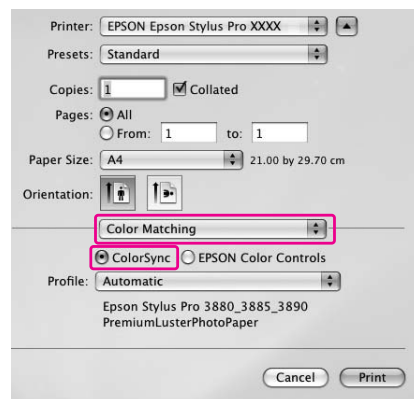 Printer: EPSON Epson Stylus Pro XXXX
Presets: Standard
Copies: 1 Collated
Pages: All
From: 1 to: 1
Paper Size: A4 21.00 by 29.70 cm
Orientation:
Color Matching
ColorSync EPSON Color Controls
Profile: Automatic
Epson Stylus Pro 3880_3885_3890
PremiumLusterPhotoPaper
Cancel Print